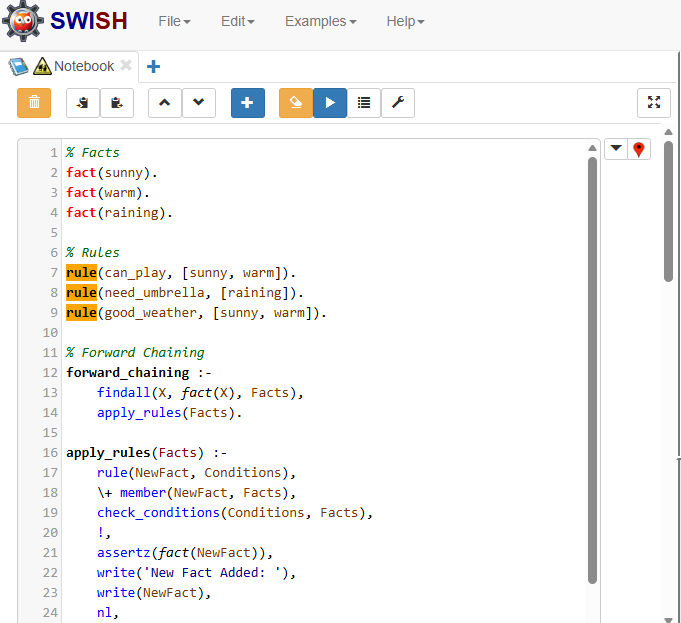 SWISH File Edit Examples Help
Notebook
1 % Facts
2 fact(sunny).
3 fact(warm).
4 fact(raining).
5
6 % Rules
7 rule(can_play, [sunny, warm]).
8 rule(need_umbrella, [raining]).
9 rule(good_weather, [sunny, warm]).
10
11 % Forward Chaining
12 forward_chaining :-
13     findall(X, fact(X), Facts),
14     apply_rules(Facts).
15
16 apply_rules(Facts) :-
17     rule(NewFact, Conditions),
18     \+ member(NewFact, Facts),
19     check_conditions(Conditions, Facts),
20     !,
21     assertz(fact(NewFact)),
22     write('New Fact Added: '),
23     write(NewFact),
24     nl,